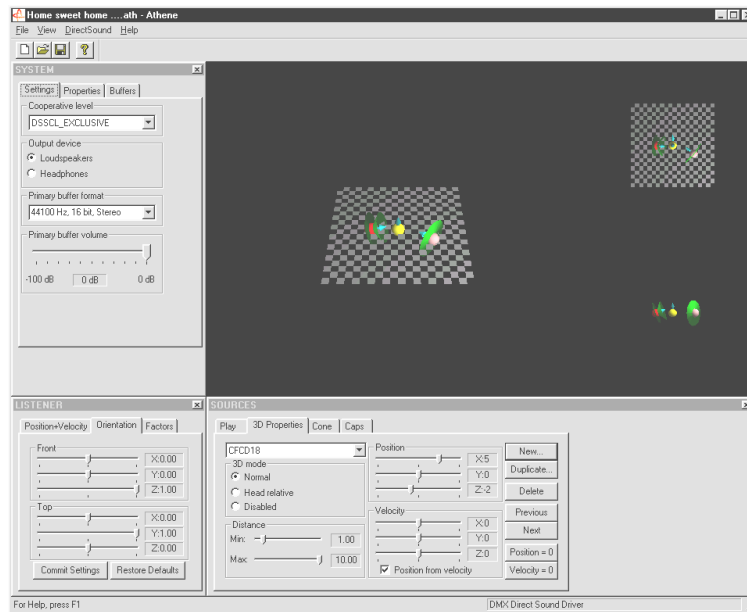 Home sweet home ....ath - Athene
File View DirectSound Help
SYSTEM
Settings Properties Buffers
Cooperative level
DSSCL_EXCLUSIVE
Output device
Loudspeakers
Headphones
Primary buffer format
44100 Hz, 16 bit, Stereo
Primary buffer volume
-100 dB 0 dB 0 dB
LISTENER
Position+Velocity Orientation Factors
Front
X:0.00
Y:0.00
Z:1.00
Top
X:0.00
Y:1.00
Z:0.00
Commit Settings Restore Defaults
SOURCES
Play 3D Properties Cone Caps
CFCD18
3D mode
Normal
Head relative
Disabled
Distance
Min: 1.00
Max: 10.00
Position
X:5
Y:0
Z:-2
Velocity
X:0
Y:0
Z:0
Position from velocity
New...
Duplicate...
Delete
Previous
Next
Position = 0
Velocity = 0
For Help, press F1
DMX Direct Sound Driver